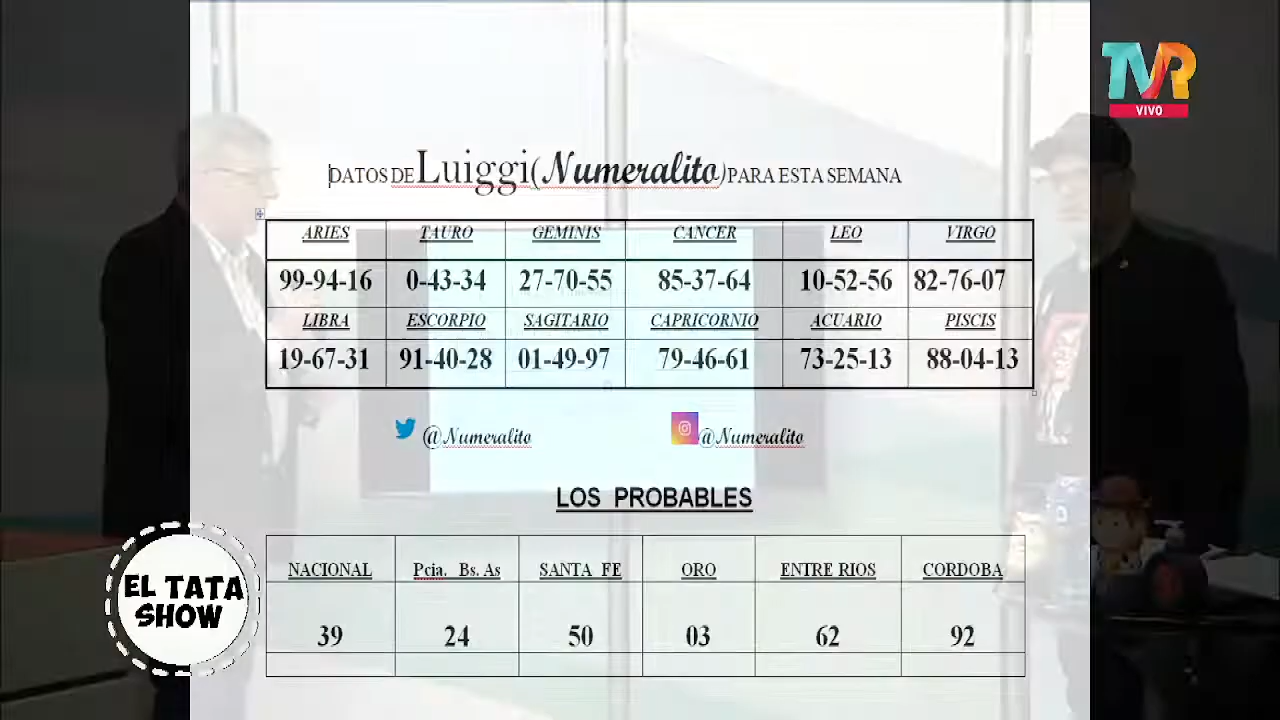 TVR
VIVO
DATOS DE Luiggi(Numeralito) PARA ESTA SEMANA
ARIES TAURO GEMINIS CANCER LEO VIRGO
99-94-16 0-43-34 27-70-55 85-37-64 10-52-56 82-76-07
LIBRA ESCORPIO SAGITARIO CAPRICORNIO ACUARIO PISCIS
19-67-31 91-40-28 01-49-97 79-46-61 73-25-13 88-04-13
@Numeralito @Numeralito
LOS PROBABLES
NACIONAL Pcia. Bs. As SANTA FE ORO ENTRE RIOS CORDOBA
39 24 50 03 62 92
EL TATA
SHOW